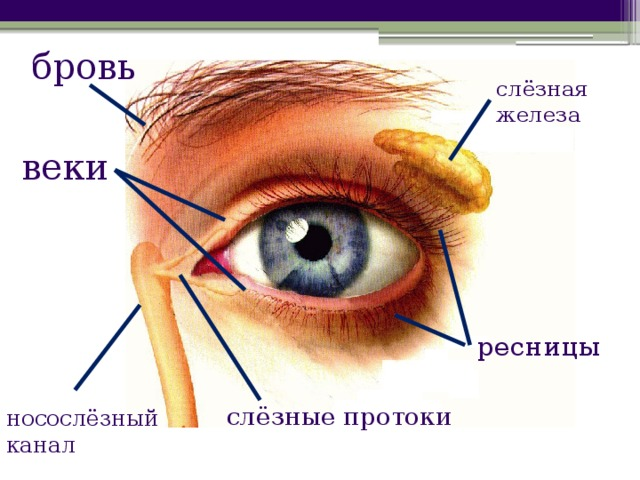 бровь
слёзная
железа
веки
ресницы
слёзные протоки
носослёзный
канал